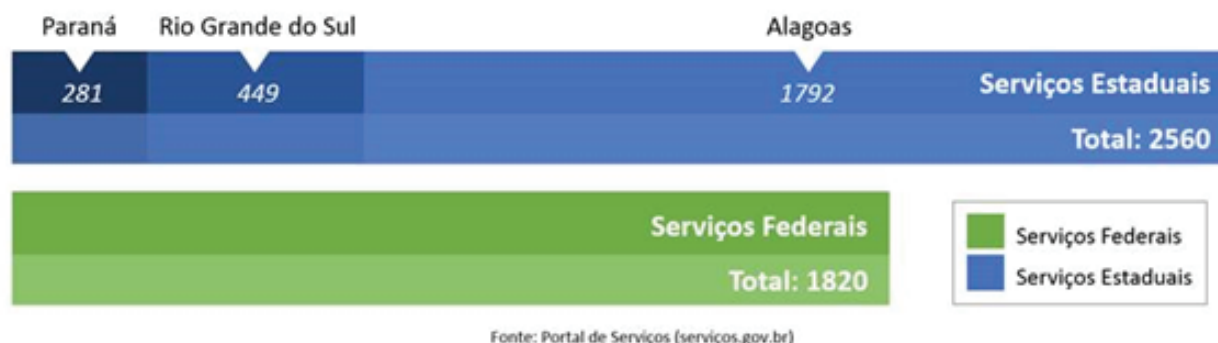 Paraná
Rio Grande do Sul
Alagoas
281
449
1792
Serviços Estaduais
Total: 2560
Serviços Federais
Total: 1820
Serviços Federais
Serviços Estaduais
Fonte: Portal de Serviços (servicos.gov.br)